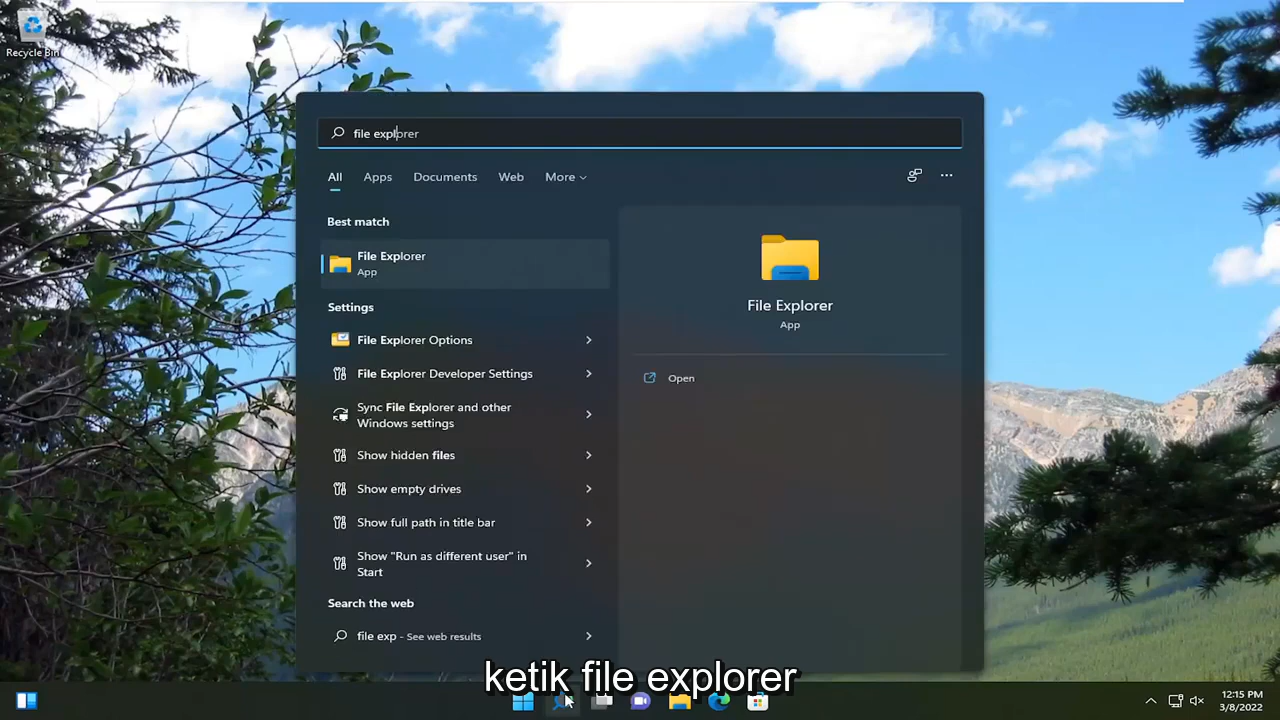 Recycle Bin
file explorer
All Apps Documents Web More
Best match
File Explorer
App
Settings
File Explorer Options
File Explorer Developer Settings
Sync File Explorer and other
Windows settings
Show hidden files
Show empty drives
Show full path in title bar
Show "Run as different user" in
Start
Search the web
file exp - See web results
File Explorer
App
Open
ketik file explorer
12:15 PM
3/8/2022